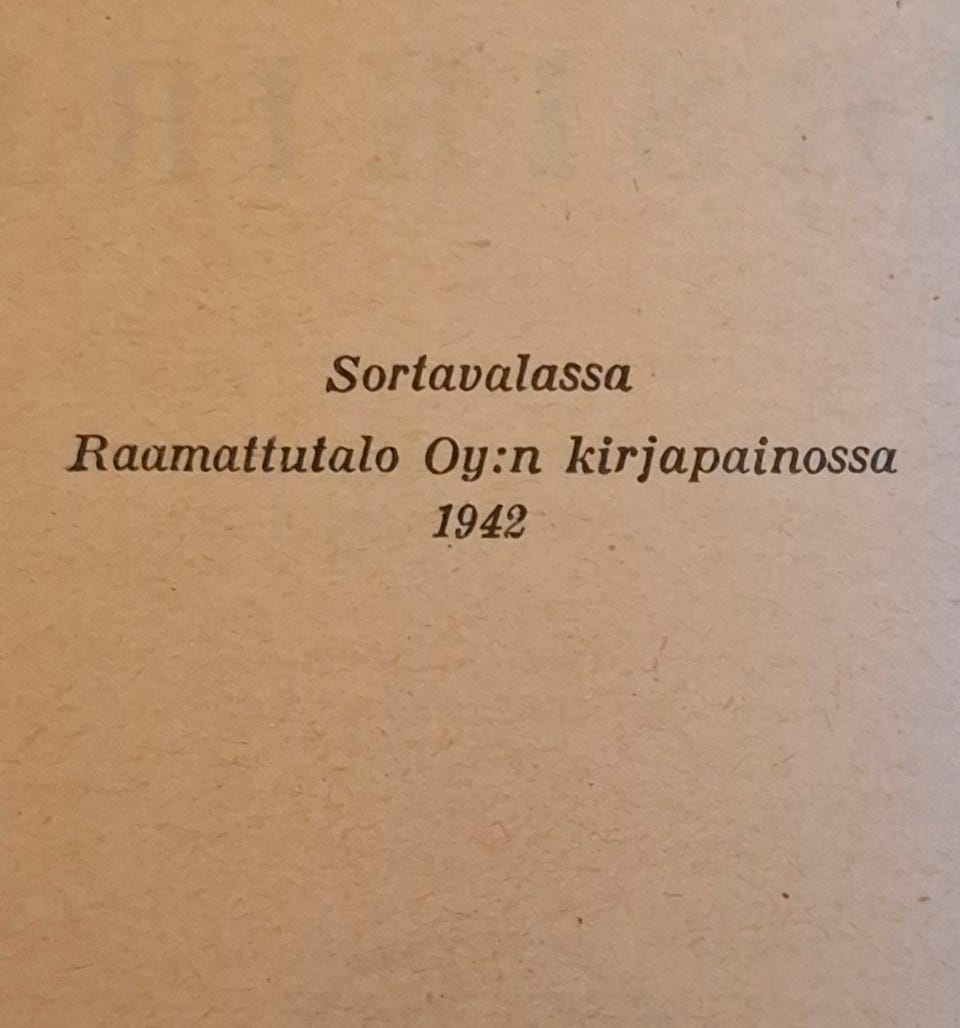 Sortavalassa
Raamattutalo Oy:n kirjapainossa
1942